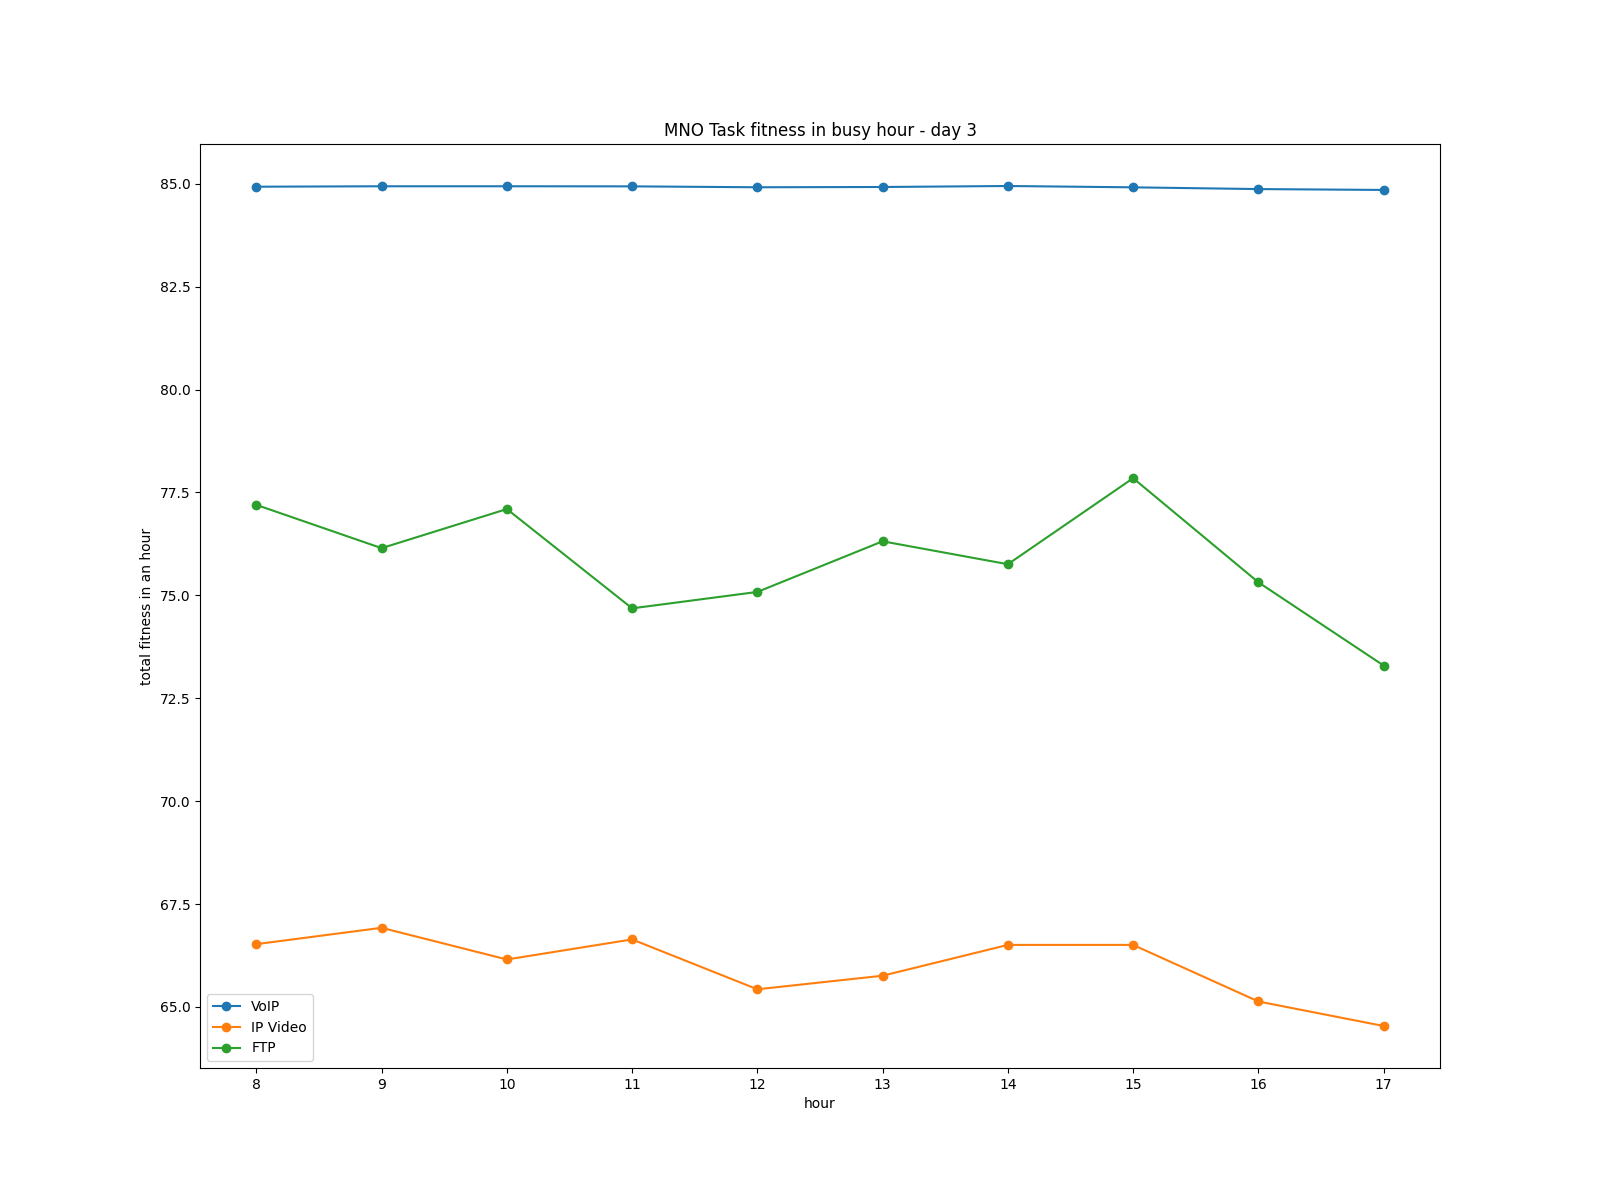 MNO Task fitness in busy hour - day 3
85.0
82.5
80.0
77.5
75.0
72.5
70.0
67.5
65.0
total fitness in an hour
VoIP
IP Video
FTP
8 9 10 11 12 13 14 15 16 17
hour